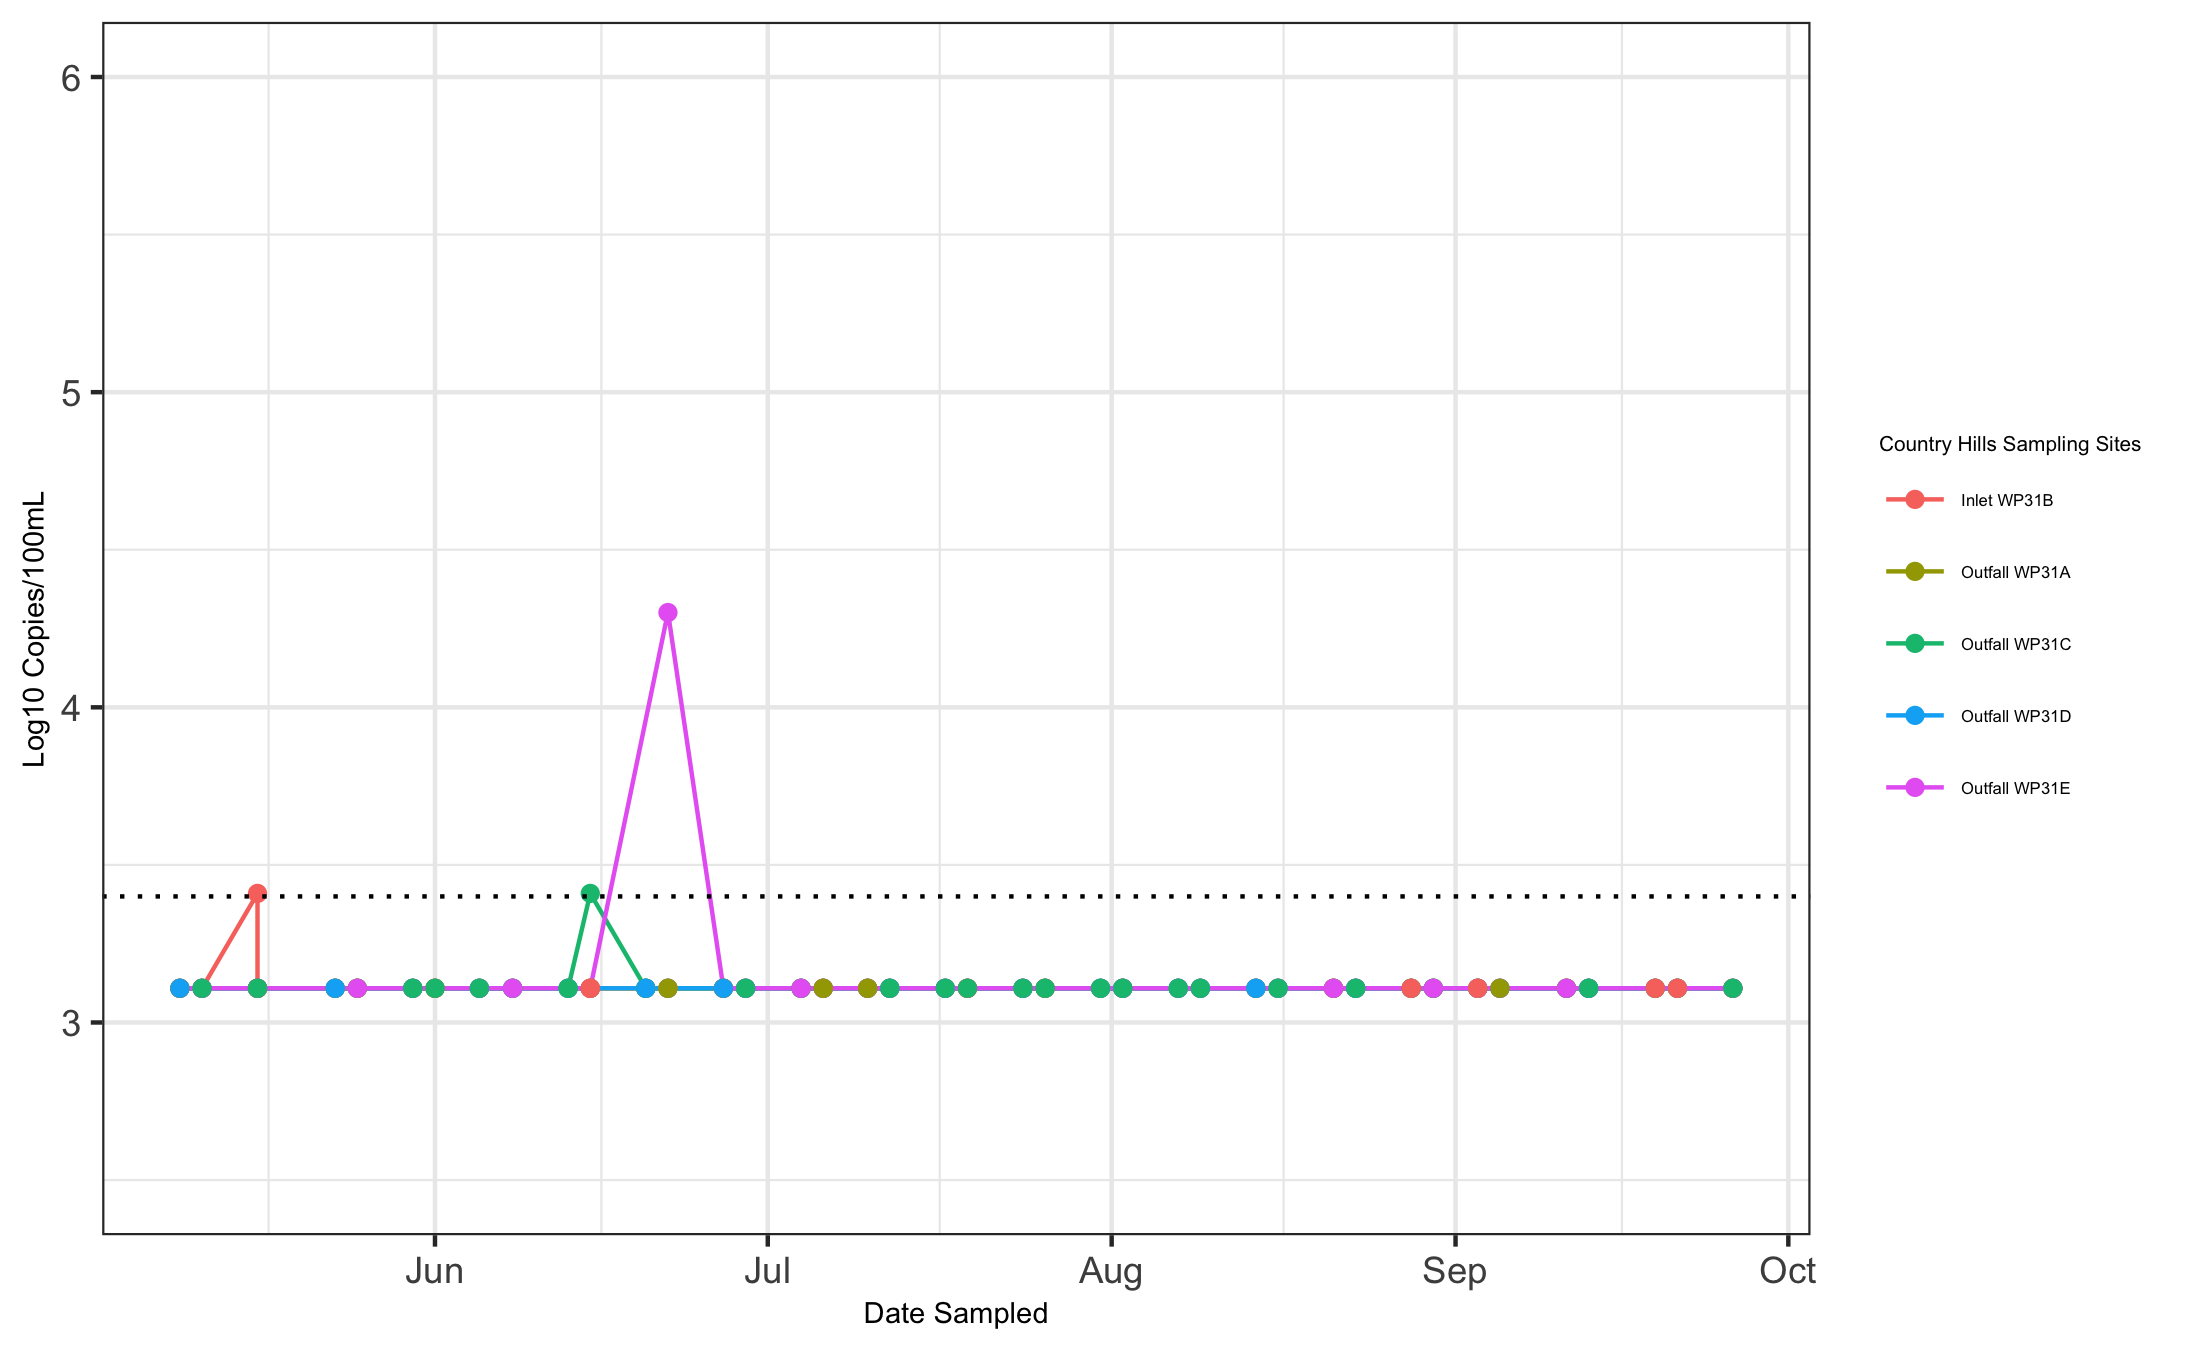 6
5
4
3
Log10 Copies/100mL
Jun
Jul
Aug
Sep
Oct
Date Sampled
Country Hills Sampling Sites
Inlet WP31B
Outfall WP31A
Outfall WP31C
Outfall WP31D
Outfall WP31E